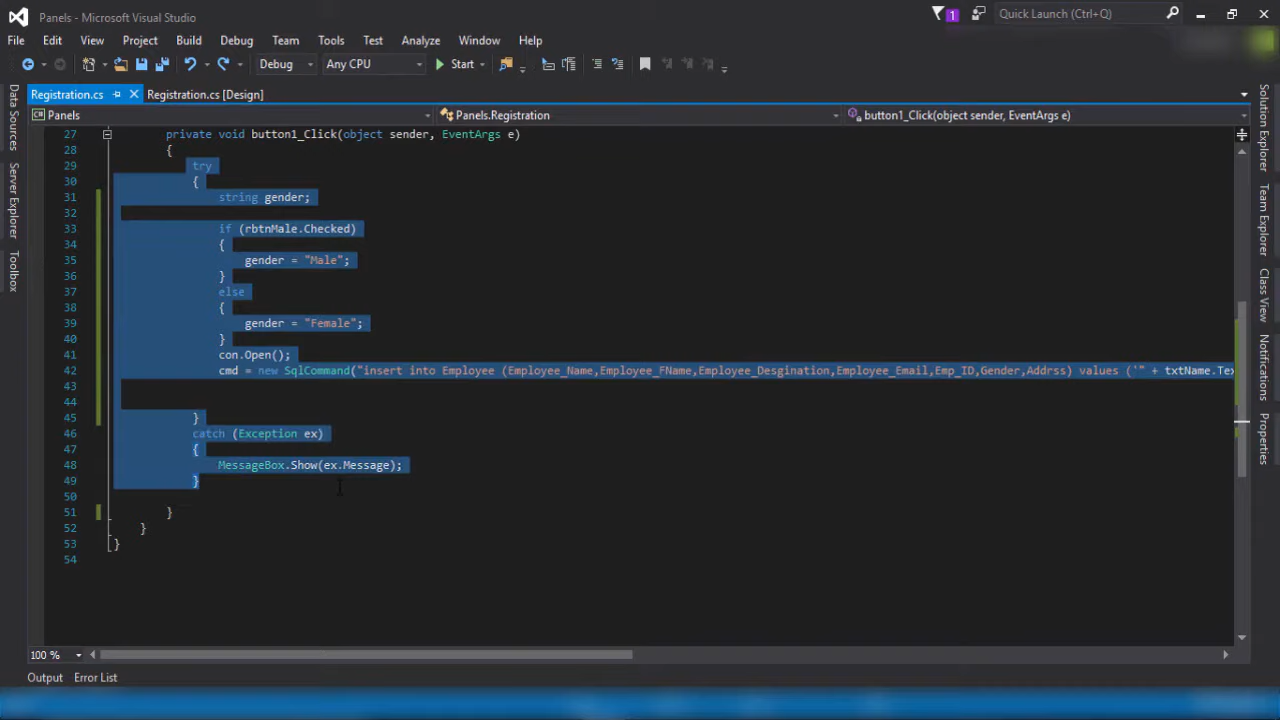 Panels - Microsoft Visual Studio
1
Quick Launch (Ctrl+Q)
File Edit View Project Build Debug Team Tools Test Analyze Window Help
Debug Any CPU Start
Registration.cs Registration.cs [Design]
Panels Panels.Registration button1_Click(object sender, EventArgs e)
27 private void button1_Click(object sender, EventArgs e)
28 {
29 try
30 {
31 string gender;
32
33 if (rbtnMale.Checked)
34 {
35 gender = "Male";
36 }
37 else
38 {
39 gender = "Female";
40 }
41 con.Open();
42 cmd = new SqlCommand("insert into Employee (Employee_Name,Employee_FName,Employee_Desgination,Employee_Email,Emp_ID,Gender,Addrss) values ('" + txtName.Tex
43
44
45 }
46 catch (Exception ex)
47 {
48 MessageBox.Show(ex.Message);
49 }
50
51 }
52 }
53 }
54
100 %
Output Error List
Data Sources
Server Explorer
Toolbox
Solution Explorer
Team Explorer
Class View
Notifications
Properties